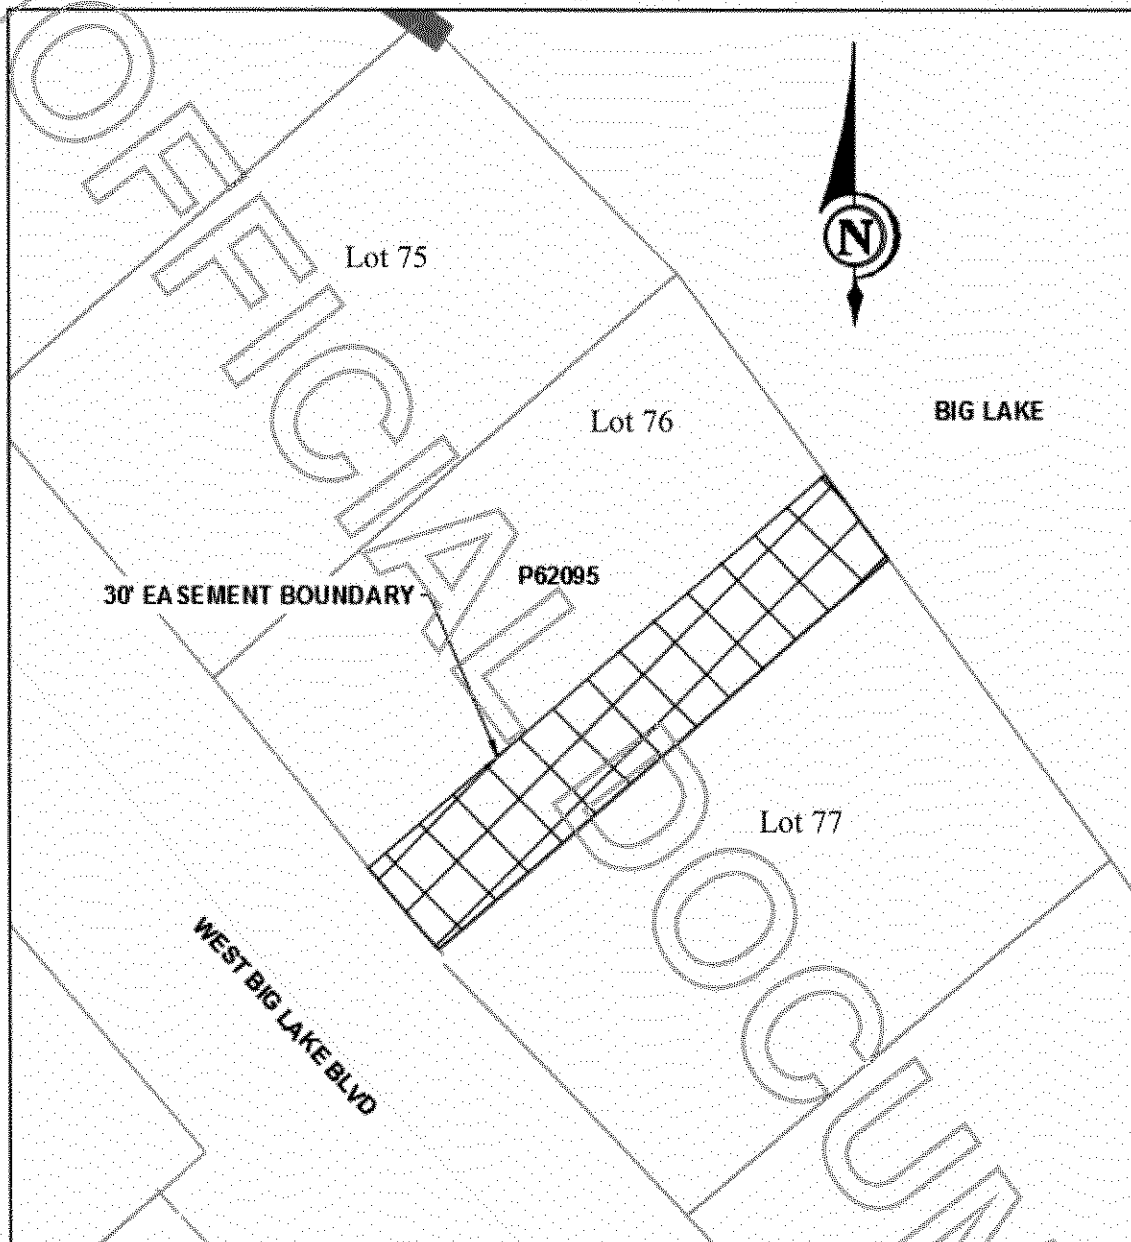 N
Lot 75
BIG LAKE
Lot 76
P62095
30' EASEMENT BOUNDARY
Lot 77
WEST BIG LAKE BLVD
OFFICIAL DOCUM